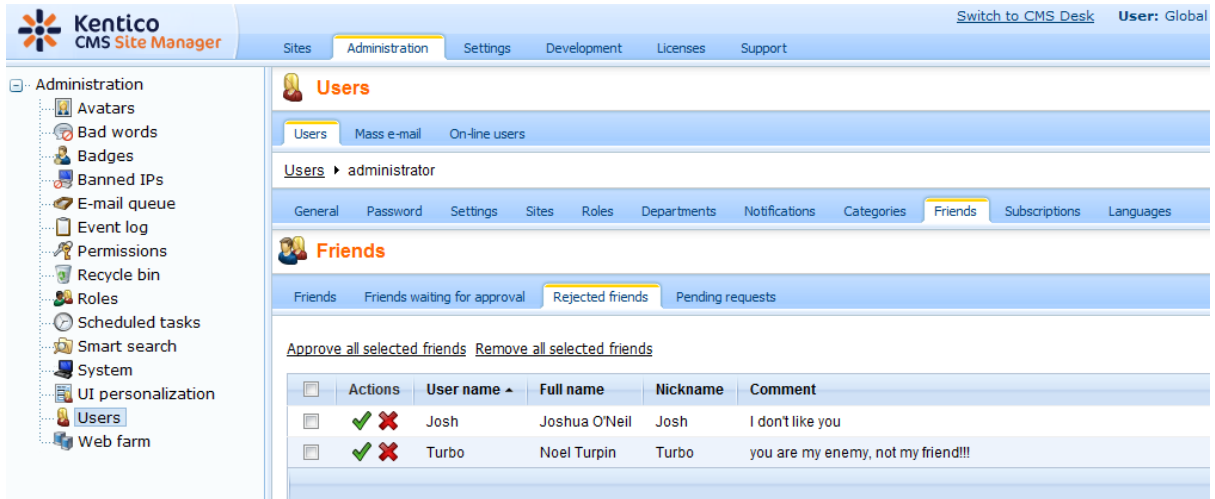 Kentico
CMS Site Manager
Switch to CMS Desk User: Global
Sites Administration Settings Development Licenses Support
Administration
Avatars
Bad words
Badges
Banned IPs
E-mail queue
Event log
Permissions
Recycle bin
Roles
Scheduled tasks
Smart search
System
UI personalization
Users
Web farm
Users
Users Mass e-mail On-line users
Users administrator
General Password Settings Sites Roles Departments Notifications Categories Friends Subscriptions Languages
Friends
Friends Friends waiting for approval Rejected friends Pending requests
Approve all selected friends Remove all selected friends
Actions User name Full name Nickname Comment
Josh Joshua O'Neil Josh I don't like you
Turbo Noel Turpin Turbo you are my enemy, not my friend!!!